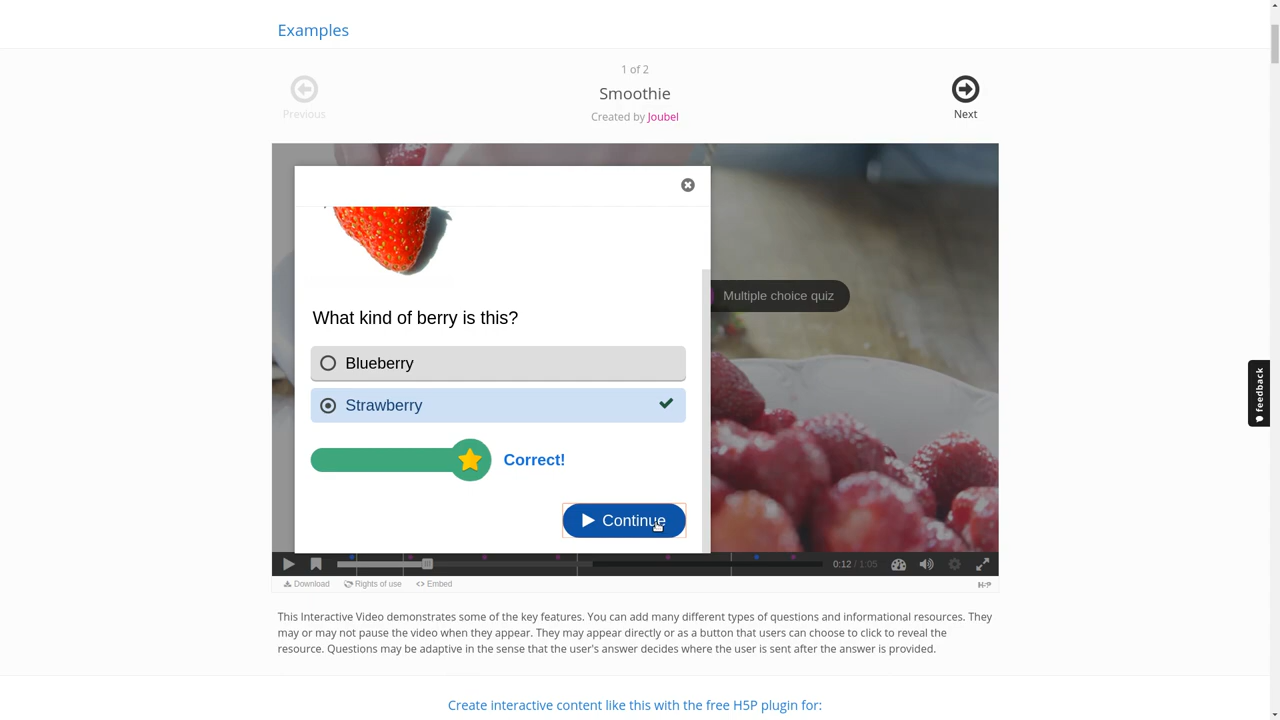 Examples
1 of 2
Previous
Smoothie
Next
Created by Joubel
Multiple choice quiz
What kind of berry is this?
Blueberry
Strawberry
Correct!
Continue
feedback
0:12 / 1:05
Download Rights of use Embed
H5P
This Interactive Video demonstrates some of the key features. You can add many different types of questions and informational resources. They
may or may not pause the video when they appear. They may appear directly or as a button that users can choose to click to reveal the
resource. Questions may be adaptive in the sense that the user's answer decides where the user is sent after the answer is provided.
Create interactive content like this with the free H5P plugin for: